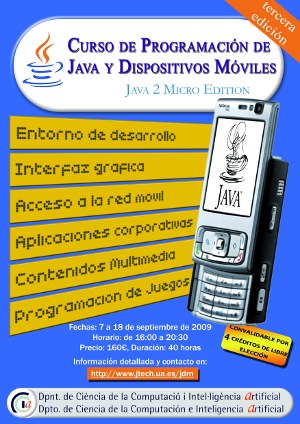 tercera
edición
CURSO DE PROGRAMACIÓN DE
JAVA Y DISPOSITIVOS MÓVILES
JAVA 2 MICRO EDITION
Entorno de desarrollo
Interfaz grafica
Acceso a la red movil
Aplicaciones corporativas
Contenidos Multimedia
Programacion de Juegos
NOKIA
JAVA
Fechas: 7 a 18 de septiembre de 2009
Horario: de 16:00 a 20:30
Precio: 160€, Duración: 40 horas
CONVALIDABLE POR
4 CRÉDITOS DE LIBRE
ELECCIÓN
Información detallada y contacto en:
http://www.jtech.ua.es/jdm
Dpnt. de Ciència de la Computació i Intel·ligència artificial
Dpto. de Ciencia de la Computación e Inteligencia artificial